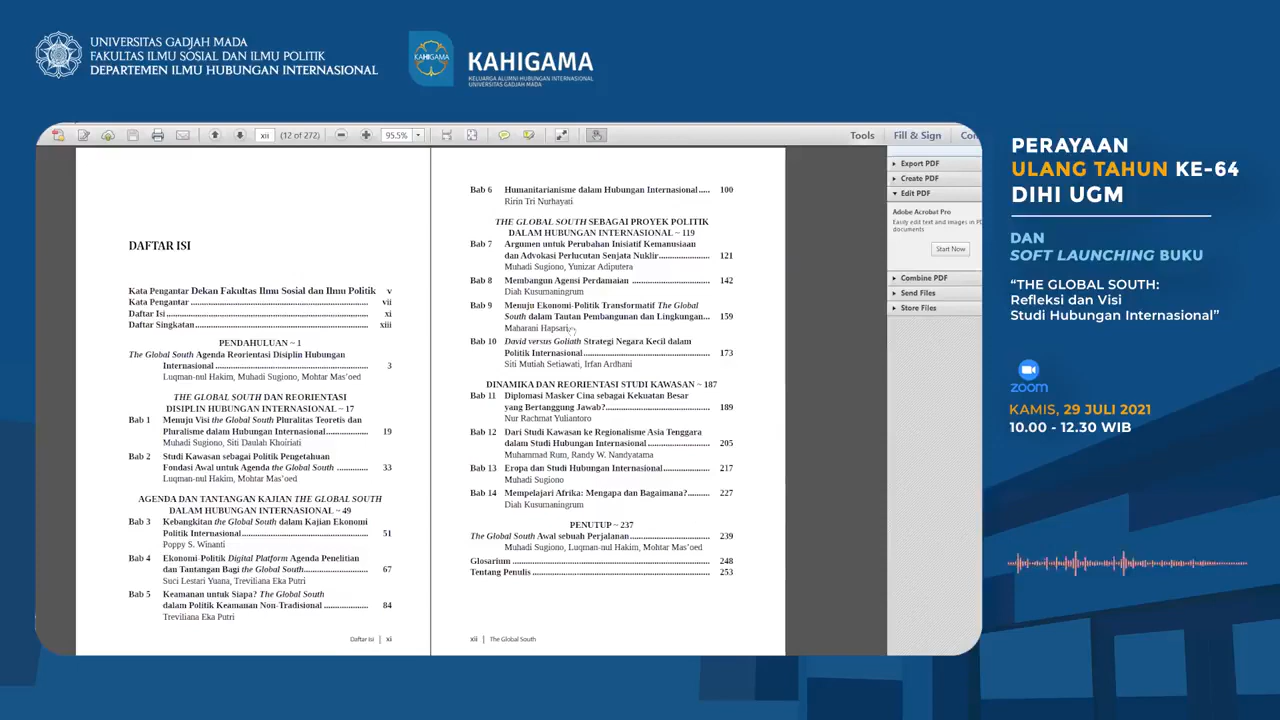 UNIVERSITAS GADJAH MADA
FAKULTAS ILMU SOSIAL DAN ILMU POLITIK
DEPARTEMEN ILMU HUBUNGAN INTERNASIONAL
KAHIGAMA
KAHIGAMA
KELUARGA ALUMNI HUBUNGAN INTERNASIONAL
UNIVERSITAS GADJAH MADA
xii (12 of 272) 95.5% Tools Fill & Sign
DAFTAR ISI
Kata Pengantar Dekan Fakultas Ilmu Sosial dan Ilmu Politik v
Kata Pengantar ........ vii
Daftar Isi ........ xi
Daftar Singkatan ........ xiii
PENDAHULUAN ~ 1
The Global South Agenda Reorientasi Disiplin Hubungan
Internasional ........ 3
Luqman-nul Hakim, Muhadi Sugiono, Mohtar Mas'oed
THE GLOBAL SOUTH DAN REORIENTASI
DISIPLIN HUBUNGAN INTERNASIONAL ~ 17
Bab 1 Menuju Visi the Global South Pluralitas Teoretis dan
Pluralisme dalam Hubungan Internasional ........ 19
Muhadi Sugiono, Siti Daulah Khoiriati
Bab 2 Studi Kawasan sebagai Politik Pengetahuan
Fondasi Awal untuk Agenda the Global South ........ 33
Luqman-nul Hakim, Mohtar Mas'oed
AGENDA DAN TANTANGAN KAJIAN THE GLOBAL SOUTH
DALAM HUBUNGAN INTERNASIONAL ~ 49
Bab 3 Kebangkitan the Global South dalam Kajian Ekonomi
Politik Internasional ........ 51
Poppy S. Winanti
Bab 4 Ekonomi-Politik Digital Platform Agenda Penelitian
dan Tantangan Bagi the Global South ........ 67
Suci Lestari Yuana, Treviliana Eka Putri
Bab 5 Keamanan untuk Siapa? The Global South
dalam Politik Keamanan Non-Tradisional ........ 84
Treviliana Eka Putri
Daftar Isi | xi
Bab 6 Humanitarianisme dalam Hubungan Internasional ..... 100
Ririn Tri Nurhayati
THE GLOBAL SOUTH SEBAGAI PROYEK POLITIK
DALAM HUBUNGAN INTERNASIONAL ~ 119
Bab 7 Argumen untuk Perubahan Inisiatif Kemanusiaan
dan Advokasi Perlucutan Senjata Nuklir ........ 121
Muhadi Sugiono, Yunizar Adiputera
Bab 8 Membangun Agensi Perdamaian ........ 142
Diah Kusumaningrum
Bab 9 Menuju Ekonomi-Politik Transformatif The Global
South dalam Tautan Pembangunan dan Lingkungan... 159
Maharani Hapsari
Bab 10 David versus Goliath Strategi Negara Kecil dalam
Politik Internasional ........ 173
Siti Mutiah Setiawati, Irfan Ardhani
DINAMIKA DAN REORIENTASI STUDI KAWASAN ~ 187
Bab 11 Diplomasi Masker Cina sebagai Kekuatan Besar
yang Bertanggung Jawab? ........ 189
Nur Rachmat Yuliantoro
Bab 12 Dari Studi Kawasan ke Regionalisme Asia Tenggara
dalam Studi Hubungan Internasional ........ 205
Muhammad Rum, Randy W. Nandyatama
Bab 13 Eropa dan Studi Hubungan Internasional ........ 217
Muhadi Sugiono
Bab 14 Mempelajari Afrika: Mengapa dan Bagaimana? ........ 227
Diah Kusumaningrum
PENUTUP ~ 237
The Global South Awal sebuah Perjalanan ........ 239
Muhadi Sugiono, Luqman-nul Hakim, Mohtar Mas'oed
Glosarium ........ 248
Tentang Penulis ........ 253
xii | The Global South
Export PDF
Create PDF
Edit PDF
Adobe Acrobat Pro
Easily edit text and images in PD
documents
Start Now
Combine PDF
Send Files
Store Files
PERAYAAN
ULANG TAHUN KE-64
DIHI UGM
DAN
SOFT LAUNCHING BUKU
“THE GLOBAL SOUTH:
Refleksi dan Visi
Studi Hubungan Internasional”
zoom
KAMIS, 29 JULI 2021
10.00 - 12.30 WIB